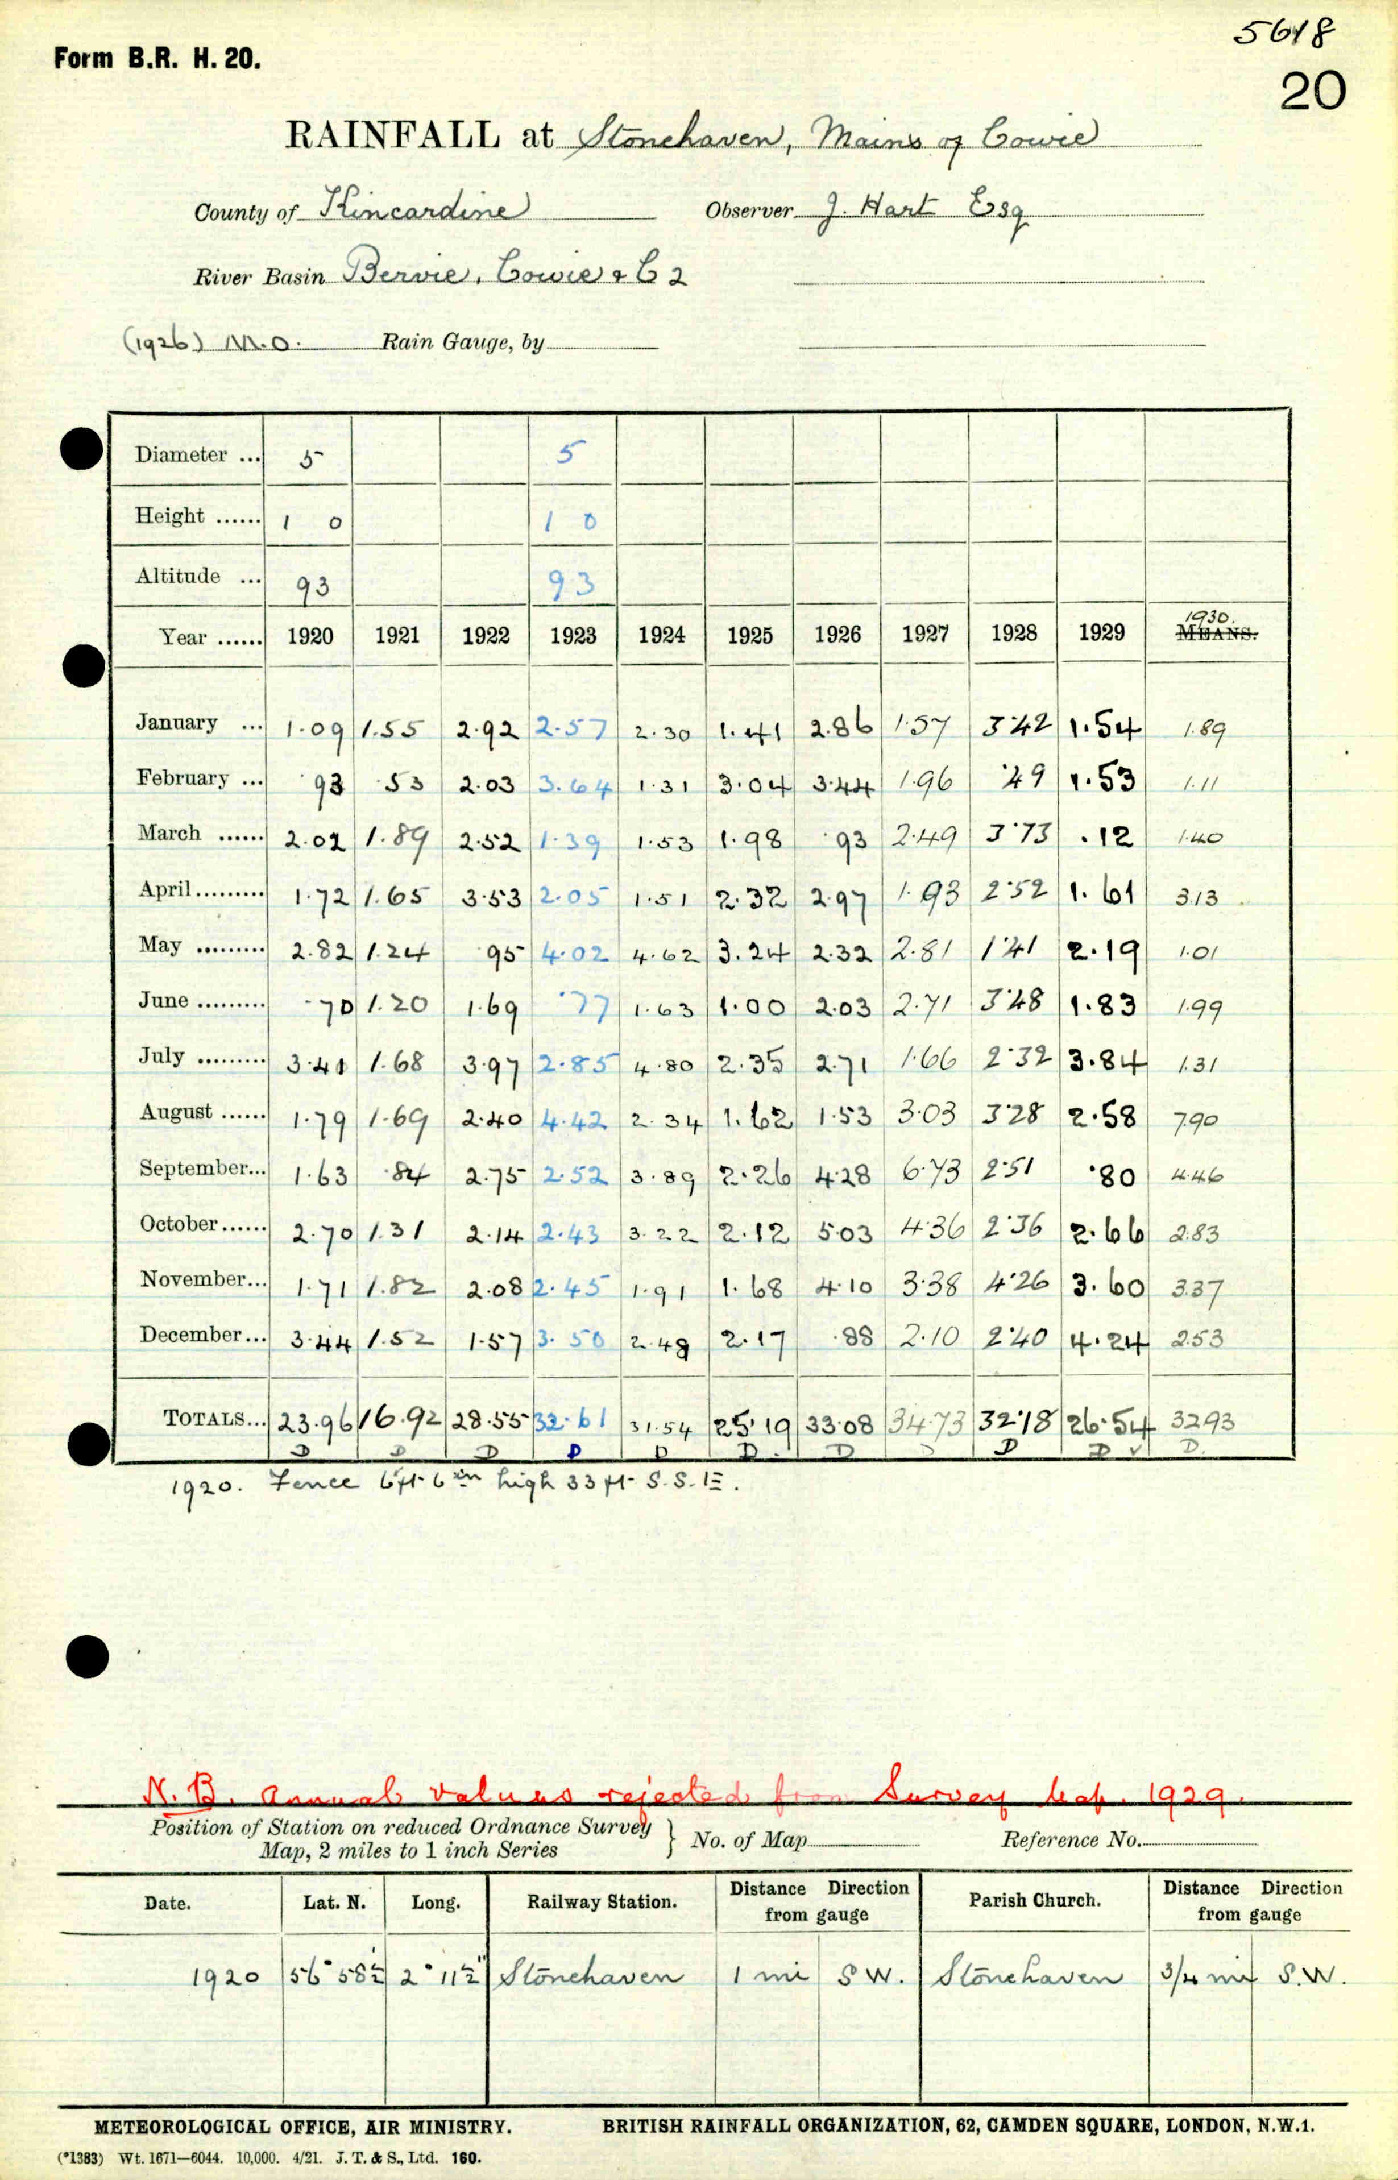 5618
Form B.R. H. 20.
20
RAINFALL at Stonehaven, Mains of Cowie
County of Kincardine Observer J. Hart Esq
River Basin Bervie, Cowie & C 2
(1926) M.O. Rain Gauge, by
Diameter ... 5 5
Height ...... 1 0 1 0
Altitude ... 93 93
1930.
Year ...... 1920 1921 1922 1923 1924 1925 1926 1927 1928 1929 MEANS.
January ... 1.09 1.55 2.92 2.57 2.30 1.41 2.86 1.57 3.42 1.54 1.89
February ... .93 .53 2.03 3.64 1.31 3.04 3.44 1.96 .49 1.53 1.11
March ...... 2.02 1.89 2.52 1.39 1.53 1.98 .93 2.49 3.73 .12 1.40
April ......... 1.72 1.65 3.53 2.05 1.51 2.32 2.97 1.93 2.52 1.61 3.13
May ......... 2.82 1.24 .95 4.02 4.62 3.24 2.32 2.81 1.41 2.19 1.01
June ......... .70 1.20 1.69 .77 1.63 1.00 2.03 2.71 3.48 1.83 1.99
July ......... 3.41 1.68 3.97 2.85 4.80 2.35 2.71 1.66 2.32 3.84 1.31
August ...... 1.79 1.69 2.40 4.42 2.34 1.62 1.53 3.03 3.28 2.58 7.90
September... 1.63 .84 2.75 2.52 3.89 2.26 4.28 6.73 2.51 .80 4.46
October...... 2.70 1.31 2.14 2.43 3.22 2.12 5.03 4.36 2.36 2.66 2.83
November... 1.71 1.82 2.08 2.45 1.91 1.68 4.10 3.38 4.26 3.60 3.37
December... 3.44 1.52 1.57 3.50 2.48 2.17 .88 2.10 2.40 4.24 2.53
TOTALS... 23.96 16.92 28.55 32.61 31.54 25.19 33.08 34.73 32.18 26.54 32.93
D D D D D D D D D D ✓ D.
1920. Fence 6ft 6in high 33 ft S.S.E.
N.B. Annual values rejected from Survey Sep. 1929.
Position of Station on reduced Ordnance Survey
Map, 2 miles to 1 inch Series } No. of Map Reference No.
Date. Lat. N. Long. Railway Station. Distance Direction from gauge Parish Church. Distance Direction from gauge
1920 56° 58½' 2° 11½' Stonehaven 1 mi SW. Stonehaven 3/4 mi S.W.
METEOROLOGICAL OFFICE, AIR MINISTRY. BRITISH RAINFALL ORGANIZATION, 62, CAMDEN SQUARE, LONDON, N.W.1.
(*1383) Wt. 1671—6044. 10,000. 4/21. J. T. & S., Ltd. 160.